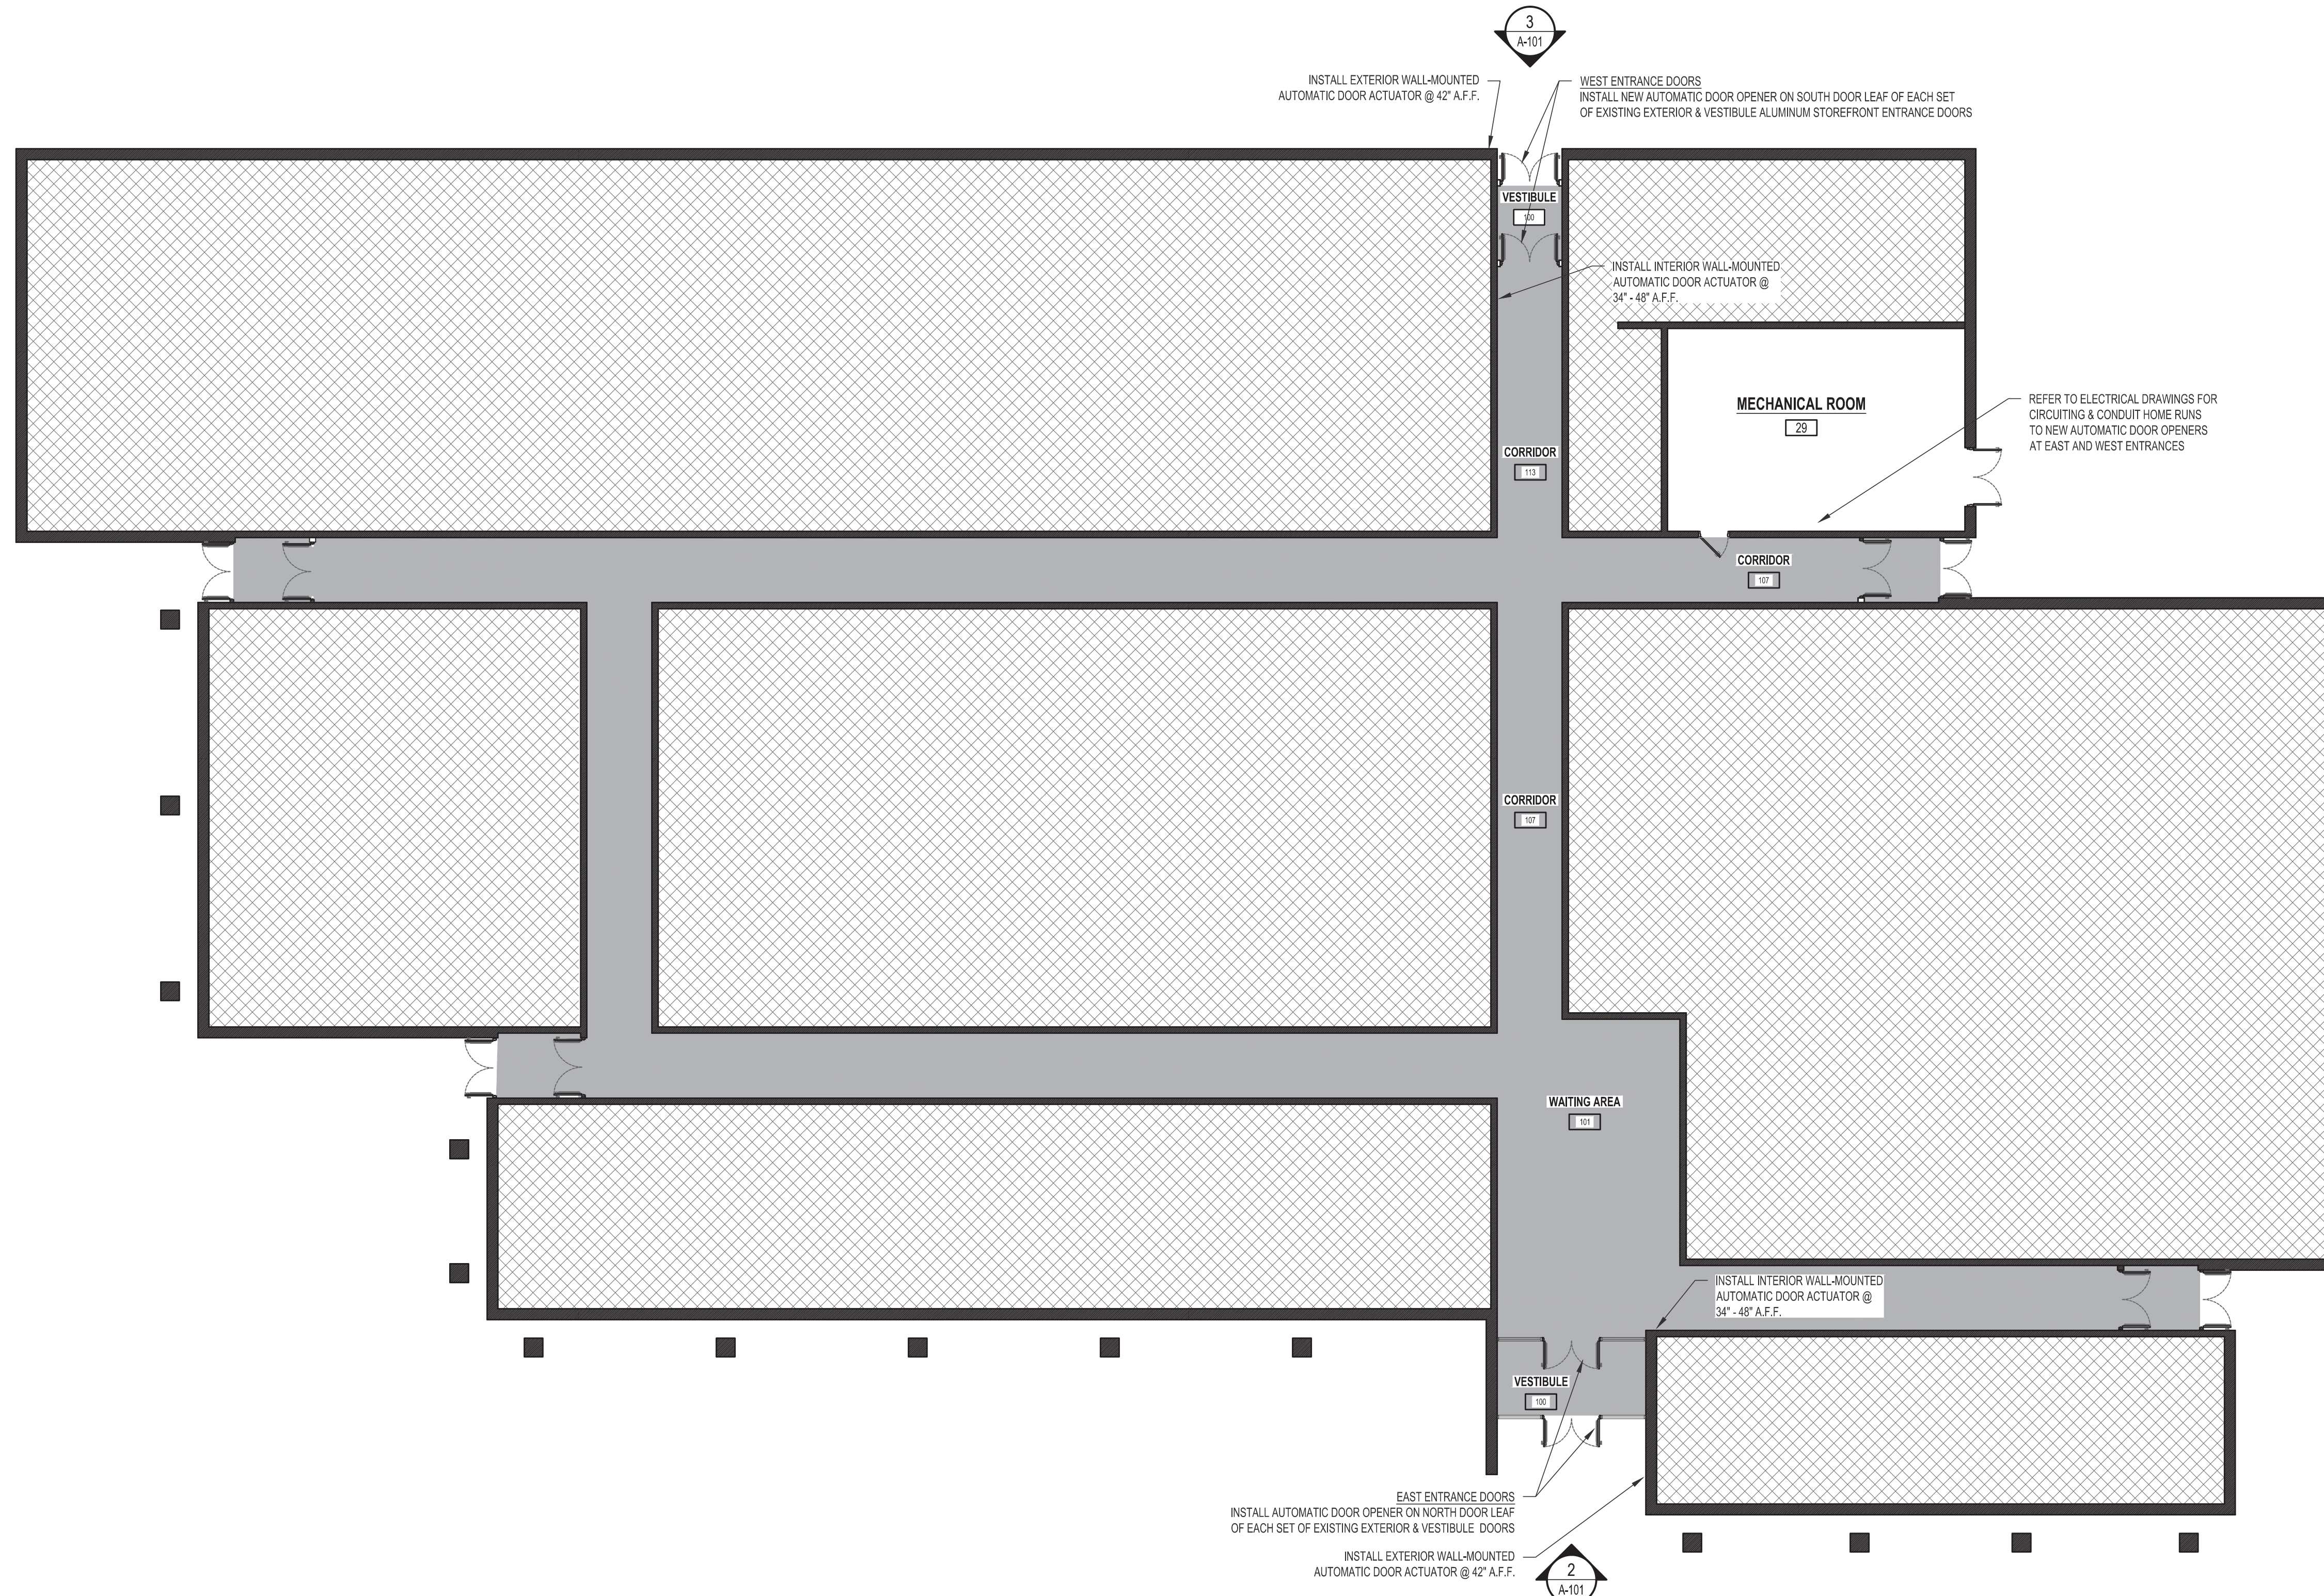 3
A-101
INSTALL EXTERIOR WALL-MOUNTED
AUTOMATIC DOOR ACTUATOR @ 42" A.F.F.
WEST ENTRANCE DOORS
INSTALL NEW AUTOMATIC DOOR OPENER ON SOUTH DOOR LEAF OF EACH SET
OF EXISTING EXTERIOR & VESTIBULE ALUMINUM STOREFRONT ENTRANCE DOORS
VESTIBULE
100
INSTALL INTERIOR WALL-MOUNTED
AUTOMATIC DOOR ACTUATOR @
34" - 48" A.F.F.
MECHANICAL ROOM
29
REFER TO ELECTRICAL DRAWINGS FOR
CIRCUITING & CONDUIT HOME RUNS
TO NEW AUTOMATIC DOOR OPENERS
AT EAST AND WEST ENTRANCES
CORRIDOR
113
CORRIDOR
107
CORRIDOR
107
WAITING AREA
101
INSTALL INTERIOR WALL-MOUNTED
AUTOMATIC DOOR ACTUATOR @
34" - 48" A.F.F.
VESTIBULE
100
EAST ENTRANCE DOORS
INSTALL AUTOMATIC DOOR OPENER ON NORTH DOOR LEAF
OF EACH SET OF EXISTING EXTERIOR & VESTIBULE DOORS
INSTALL EXTERIOR WALL-MOUNTED
AUTOMATIC DOOR ACTUATOR @ 42" A.F.F.
2
A-101